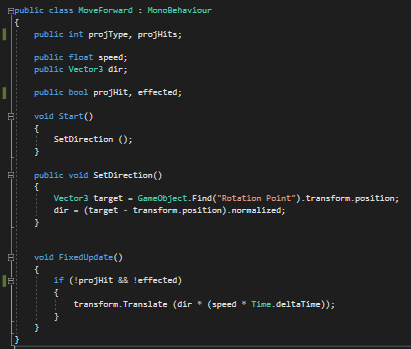 public class MoveForward : MonoBehaviour
{
public int projType, projHits;
public float speed;
public Vector3 dir;
public bool projHit, effected;
void Start()
{
SetDirection ();
}
public void SetDirection()
{
Vector3 target = GameObject.Find("Rotation Point").transform.position;
dir = (target - transform.position).normalized;
}
void FixedUpdate()
{
if (!projHit && !effected)
{
transform.Translate (dir * (speed * Time.deltaTime));
}
}
}